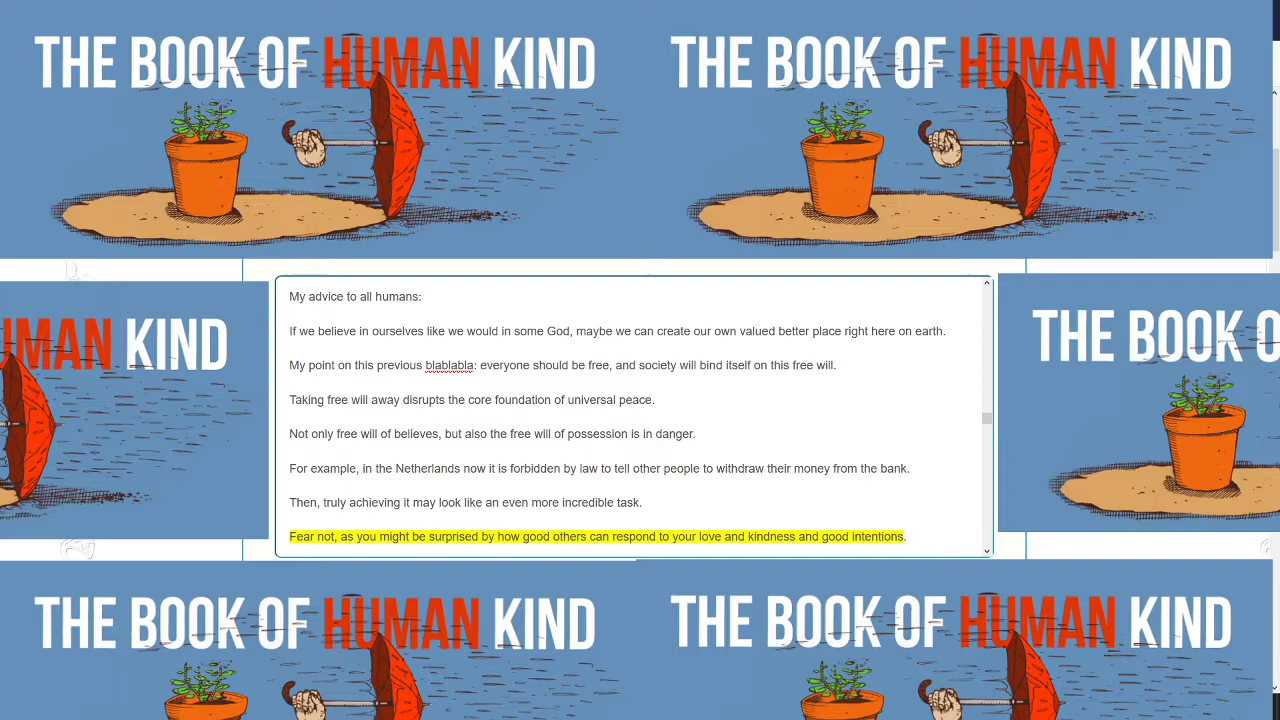 THE BOOK OF HUMAN KIND
THE BOOK OF HUMAN KIND
My advice to all humans:
If we believe in ourselves like we would in some God, maybe we can create our own valued better place right here on earth.
My point on this previous blablabla: everyone should be free, and society will bind itself on this free will.
Taking free will away disrupts the core foundation of universal peace.
Not only free will of believes, but also the free will of possession is in danger.
For example, in the Netherlands now it is forbidden by law to tell other people to withdraw their money from the bank.
Then, truly achieving it may look like an even more incredible task.
Fear not, as you might be surprised by how good others can respond to your love and kindness and good intentions.
UMAN KIND
THE BOOK O
THE BOOK OF HUMAN KIND
THE BOOK OF HUMAN KIND